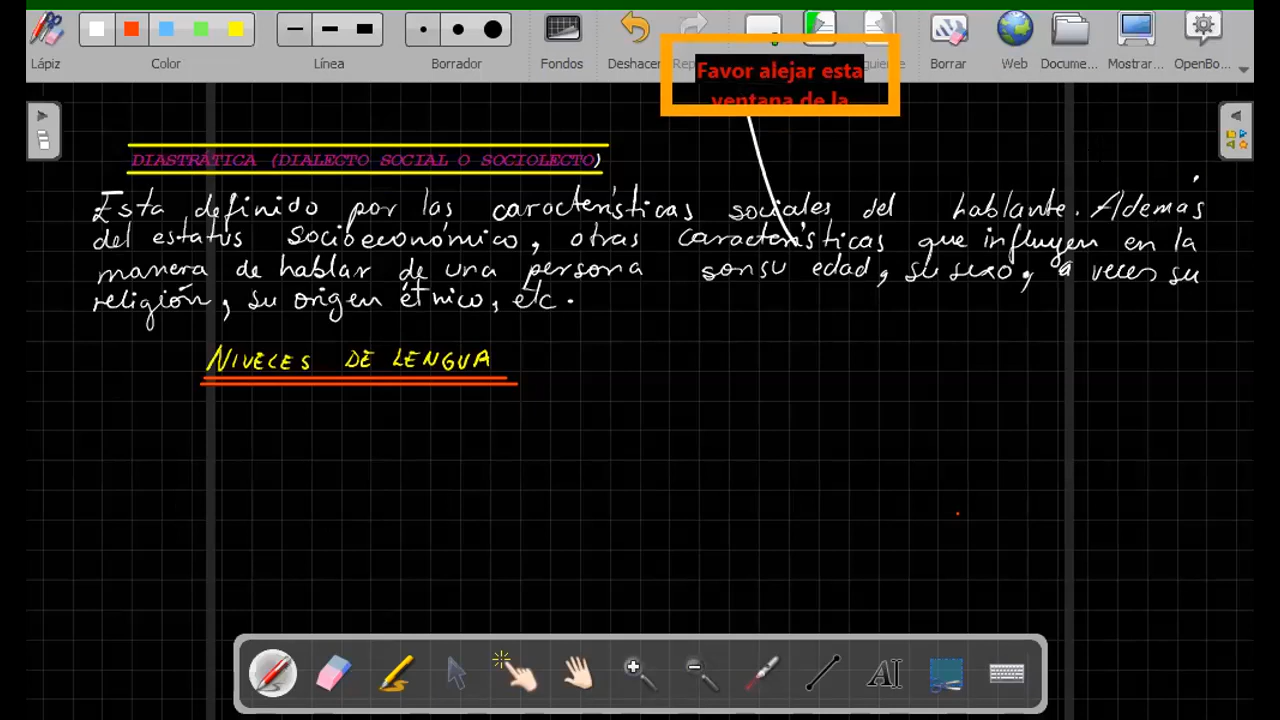 Lápiz Color Línea Borrador Fondos Deshacer Borrar Web Docume... Mostrar... OpenBo...
Favor alejar esta
ventana de la
DIASTRÁTICA (DIALECTO SOCIAL O SOCIOLECTO)
Esta definido por las características sociales del hablante. Además
del estatus socioeconómico, otras características que influyen en la
manera de hablar de una persona son su edad, su sexo, a veces su
religión, su origen étnico, etc.
NIVELES DE LENGUA